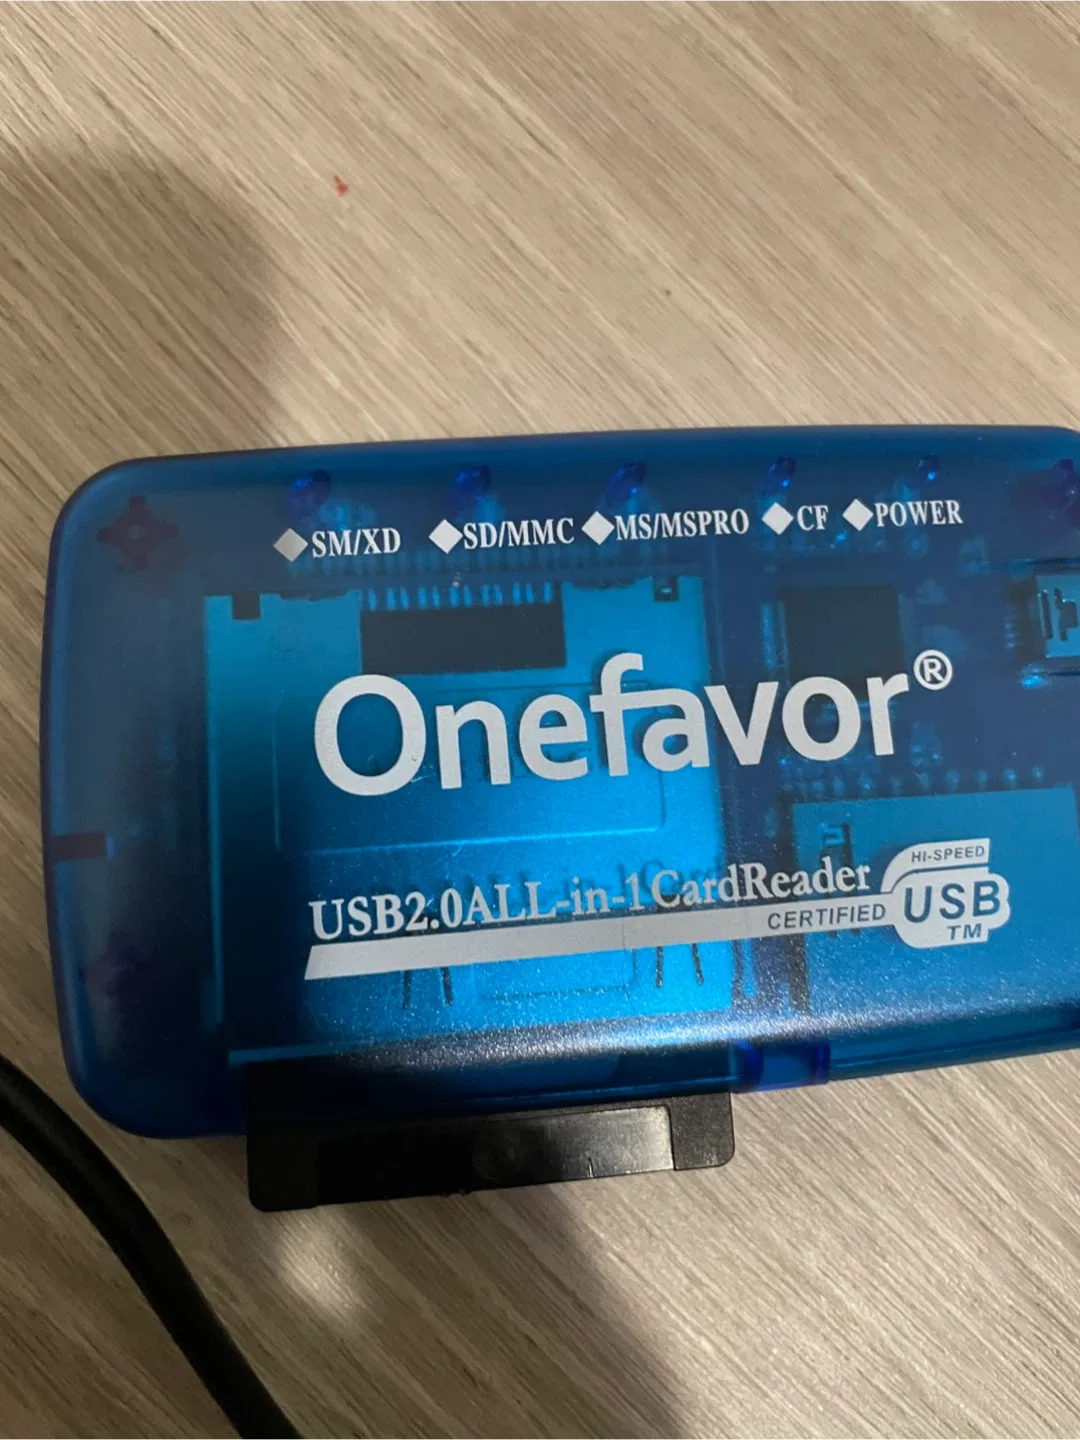 ◆SM/XD ◆SD/MMC ◆MS/MSPRO ◆CF ◆POWER
Onefavor®
USB2.0ALL-in-1CardReader
HI-SPEED
CERTIFIED USB
TM